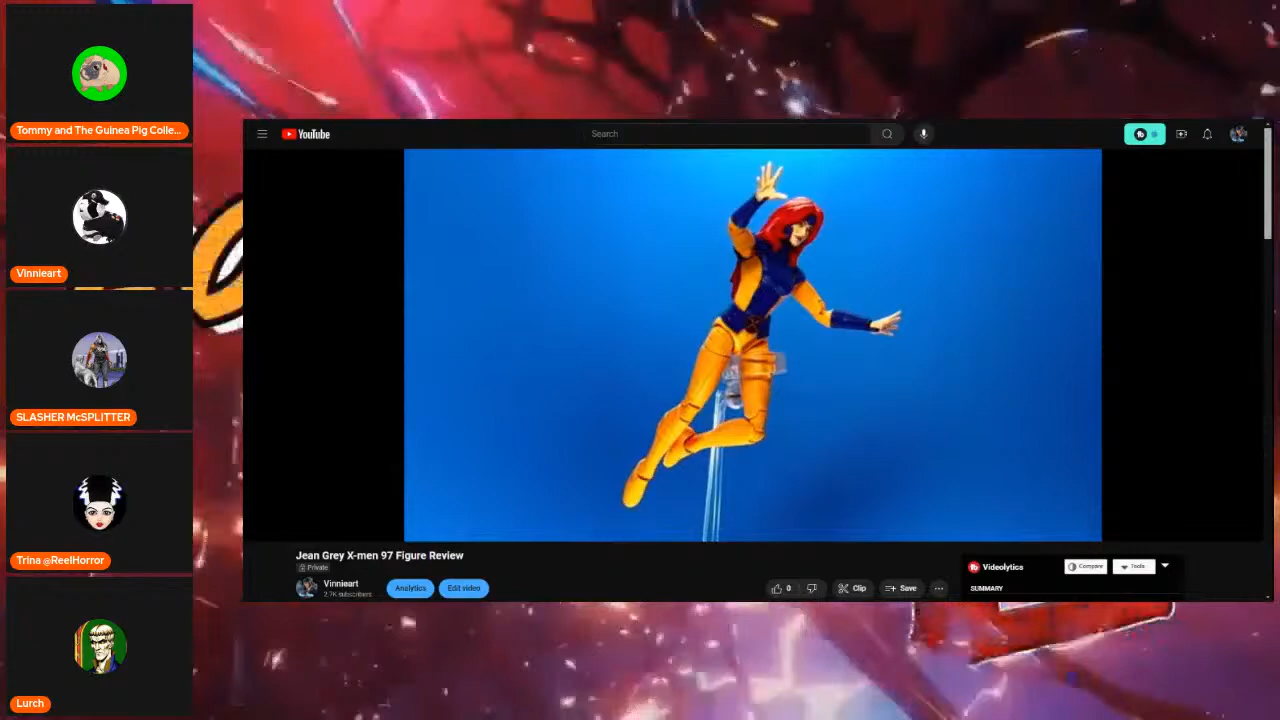 Tommy and The Guinea Pig Colle...
Vinnieart
SLASHER McSPLITTER
Trina @ReelHorror
Lurch
YouTube
Search
Jean Grey X-men 97 Figure Review
Private
Vinnieart
2.7K subscribers
Analytics
Edit video
0
Clip
Save
Videolytics
Compare
Tools
SUMMARY